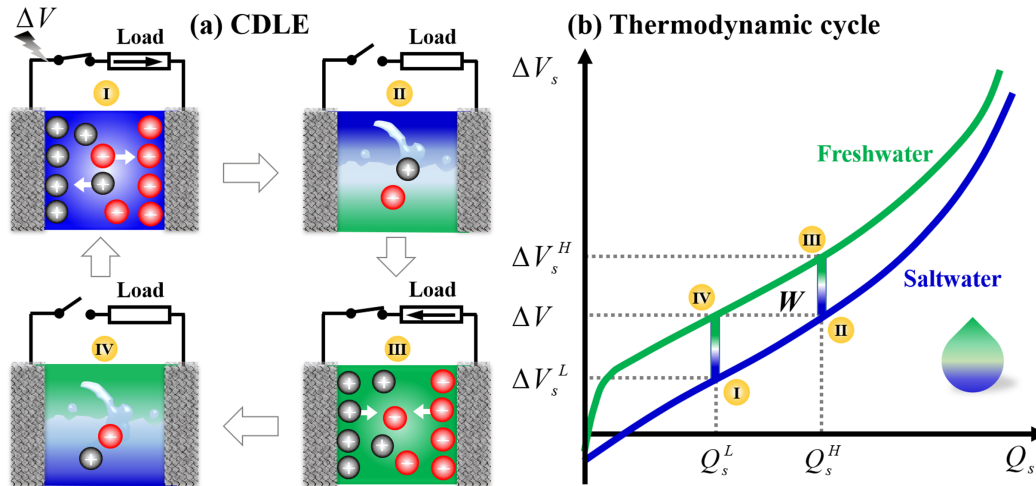 ΔV
(a) CDLE
Load
Load
I
II
Load
Load
IV
III
(b) Thermodynamic cycle
ΔV_s
Freshwater
ΔV_s^H
III
Saltwater
IV
W
ΔV
II
ΔV_s^L
I
Q_s^L
Q_s^H
Q_s